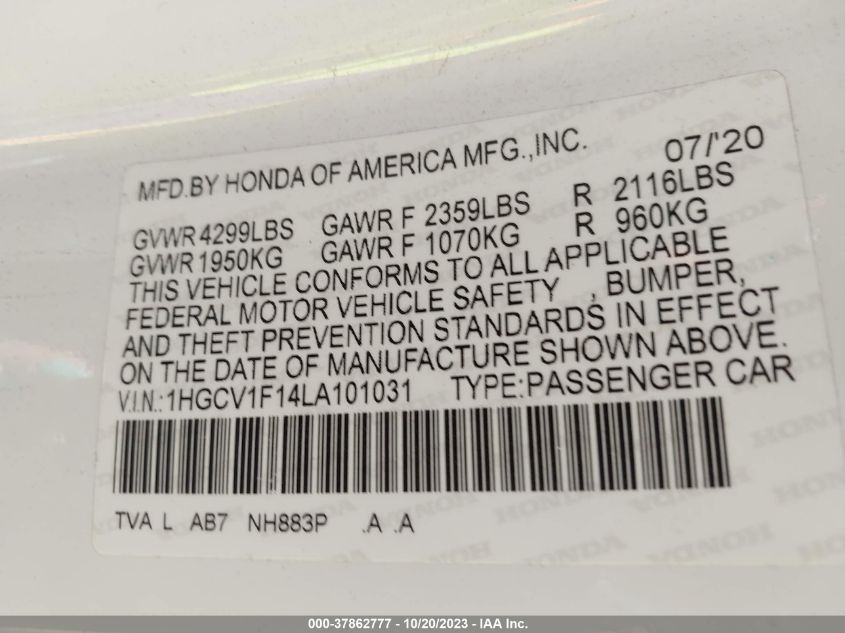 MFD.BY HONDA OF AMERICA MFG.,INC. 07/'20
GVWR 4299LBS GAWR F 2359LBS R 2116LBS
GVWR 1950KG GAWR F 1070KG R 960KG
THIS VEHICLE CONFORMS TO ALL APPLICABLE
FEDERAL MOTOR VEHICLE SAFETY , BUMPER,
AND THEFT PREVENTION STANDARDS IN EFFECT
ON THE DATE OF MANUFACTURE SHOWN ABOVE.
V.I.N.:1HGCV1F14LA101031 TYPE:PASSENGER CAR
TVA L AB7 NH883P .A .A
000-37862777 - 10/20/2023 - IAA Inc.